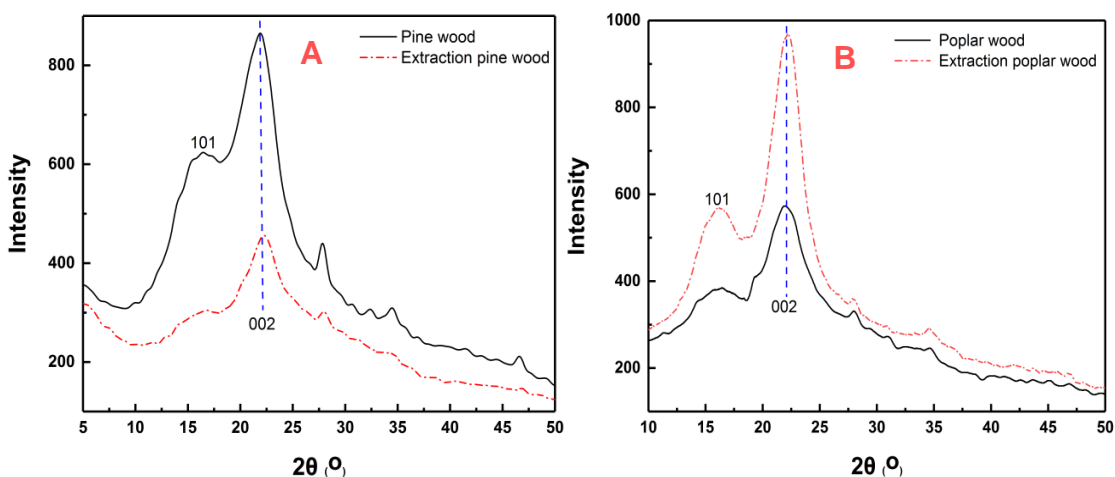 A
Pine wood
Extraction pine wood
101
002
Intensity
800
600
400
200
5 10 15 20 25 30 35 40 45 50
2θ (O)
B
Poplar wood
Extraction poplar wood
101
002
Intensity
1000
800
600
400
200
10 15 20 25 30 35 40 45 50
2θ (O)